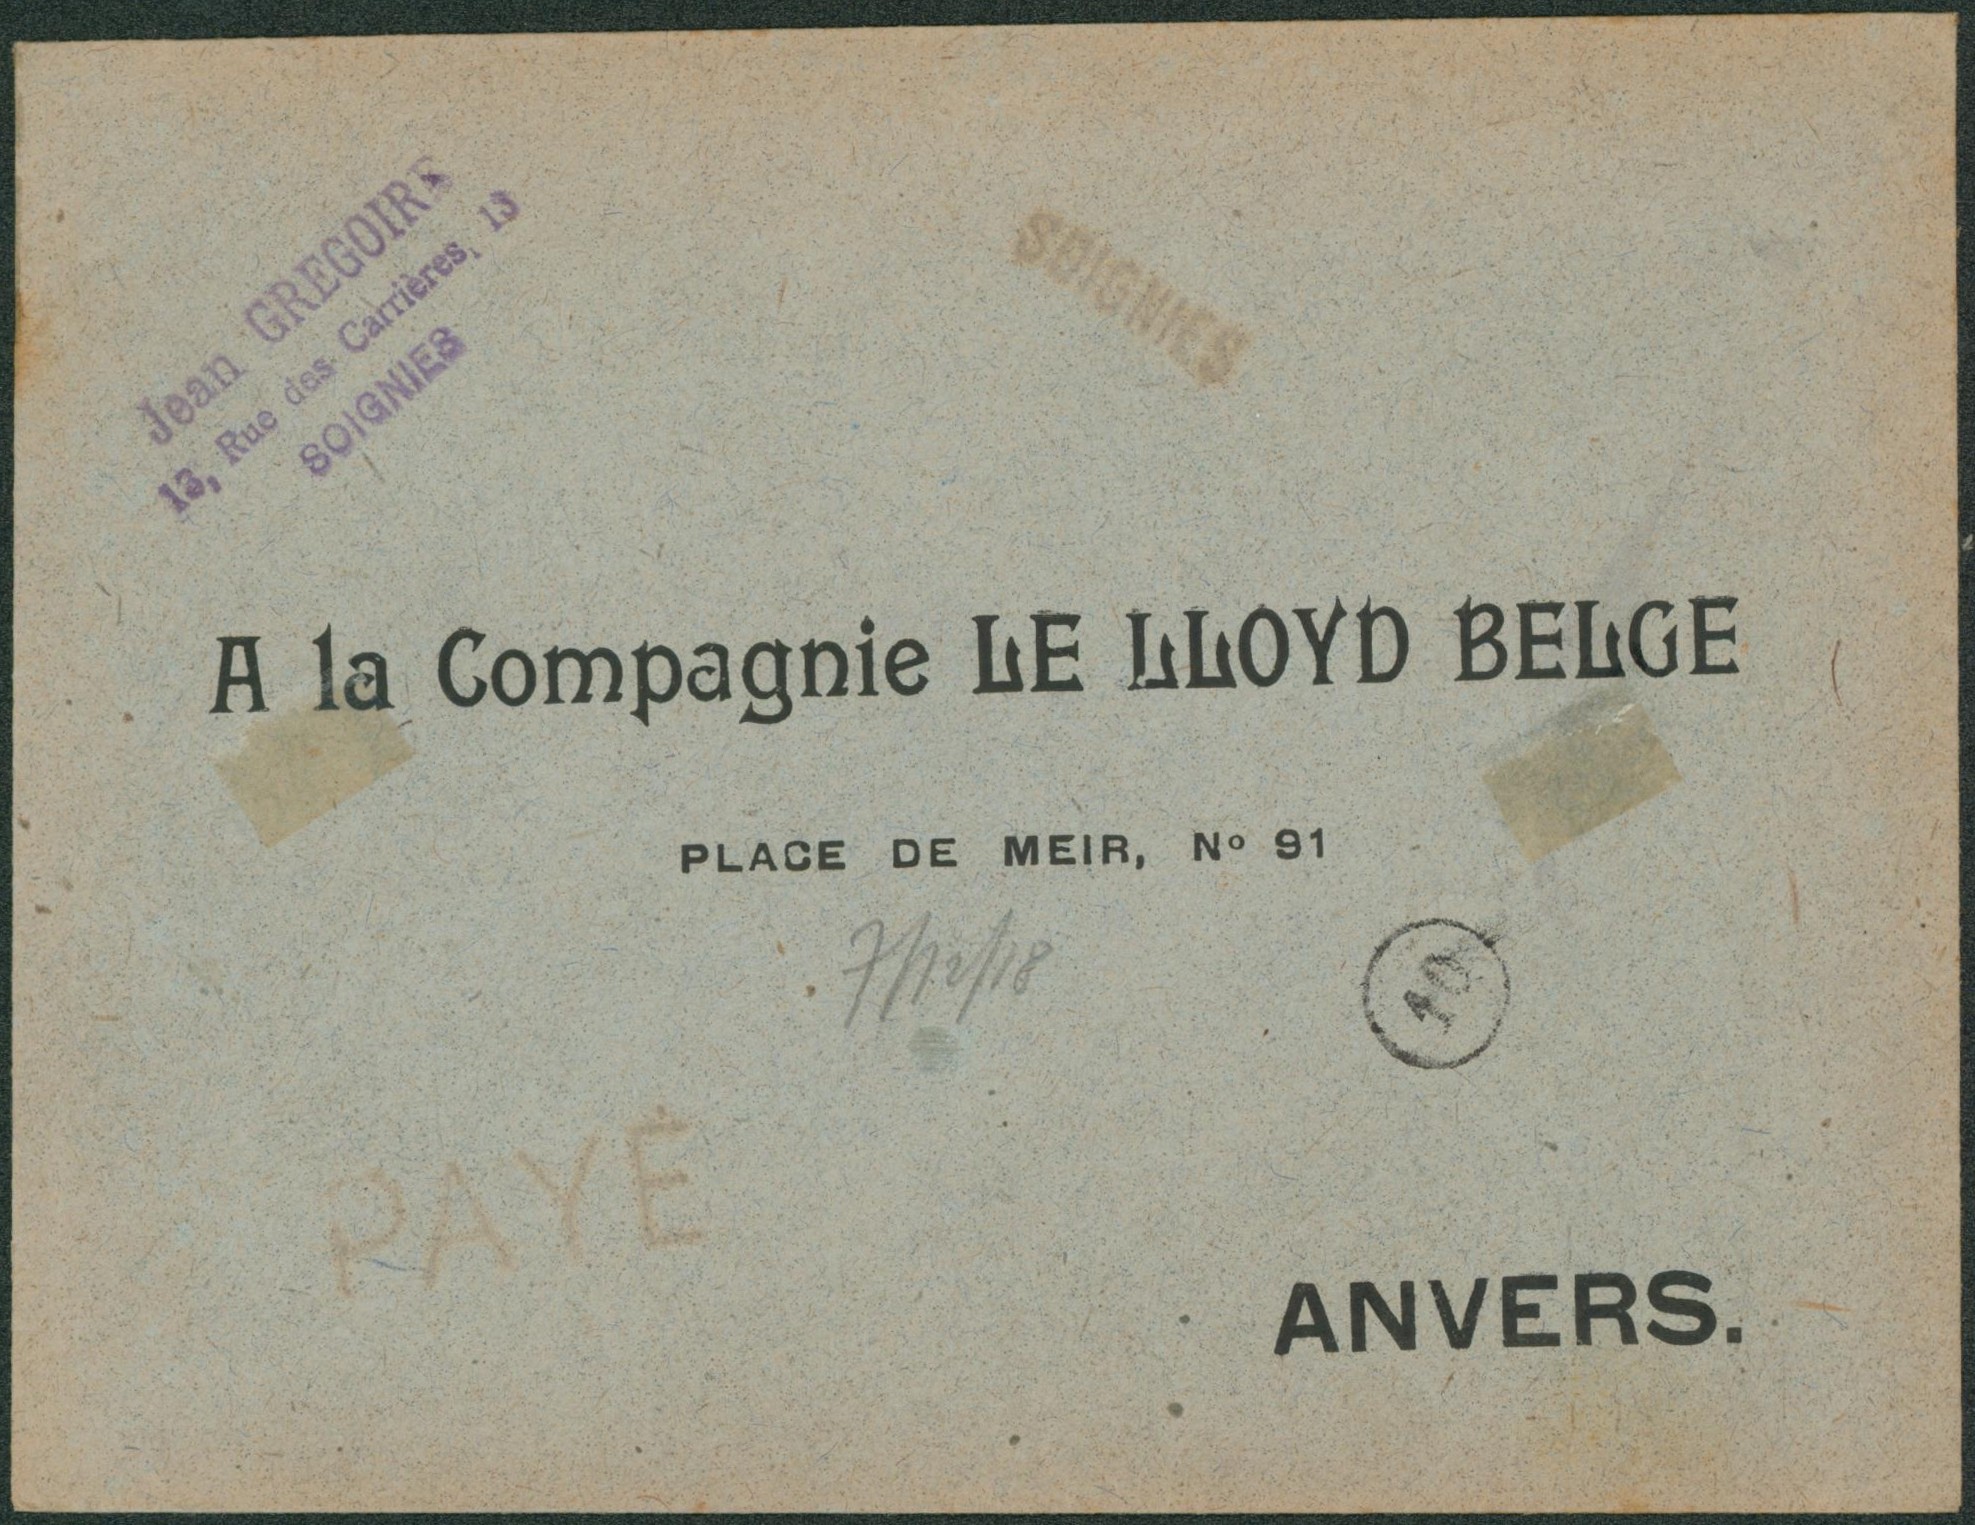 Jean GREGOIRE
13, Rue des Carrières, 13
SOIGNIES
SOIGNIES
A la Compagnie LE LLOYD BELGE
PLACE DE MEIR, Nº 91
7/12/18
10
PAYÉ
ANVERS.